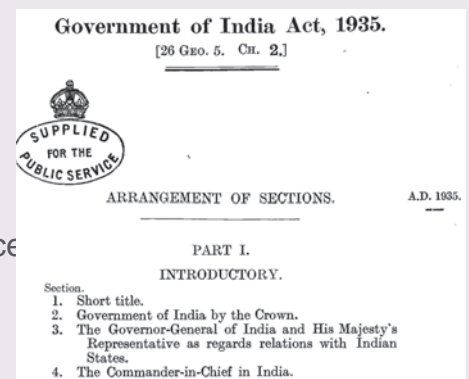 Government of India Act, 1935.
[26 GEO. 5. CH. 2.]
SUPPLIED
FOR THE
PUBLIC SERVICE
ARRANGEMENT OF SECTIONS.
A.D. 1935.
ce
PART I.
INTRODUCTORY.
Section.
1. Short title.
2. Government of India by the Crown.
3. The Governor-General of India and His Majesty's
Representative as regards relations with Indian
States.
4. The Commander-in-Chief in India.